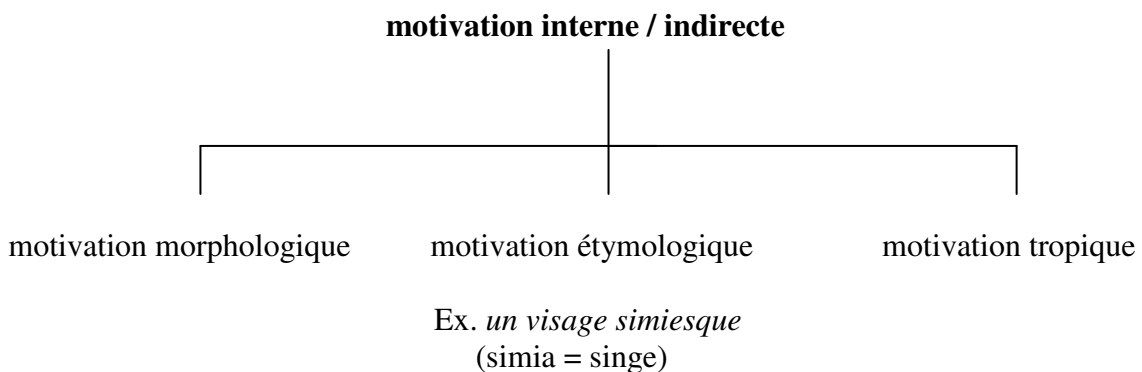 motivation interne / indirecte
motivation morphologique motivation étymologique motivation tropique
Ex. un visage simiesque
(simia = singe)